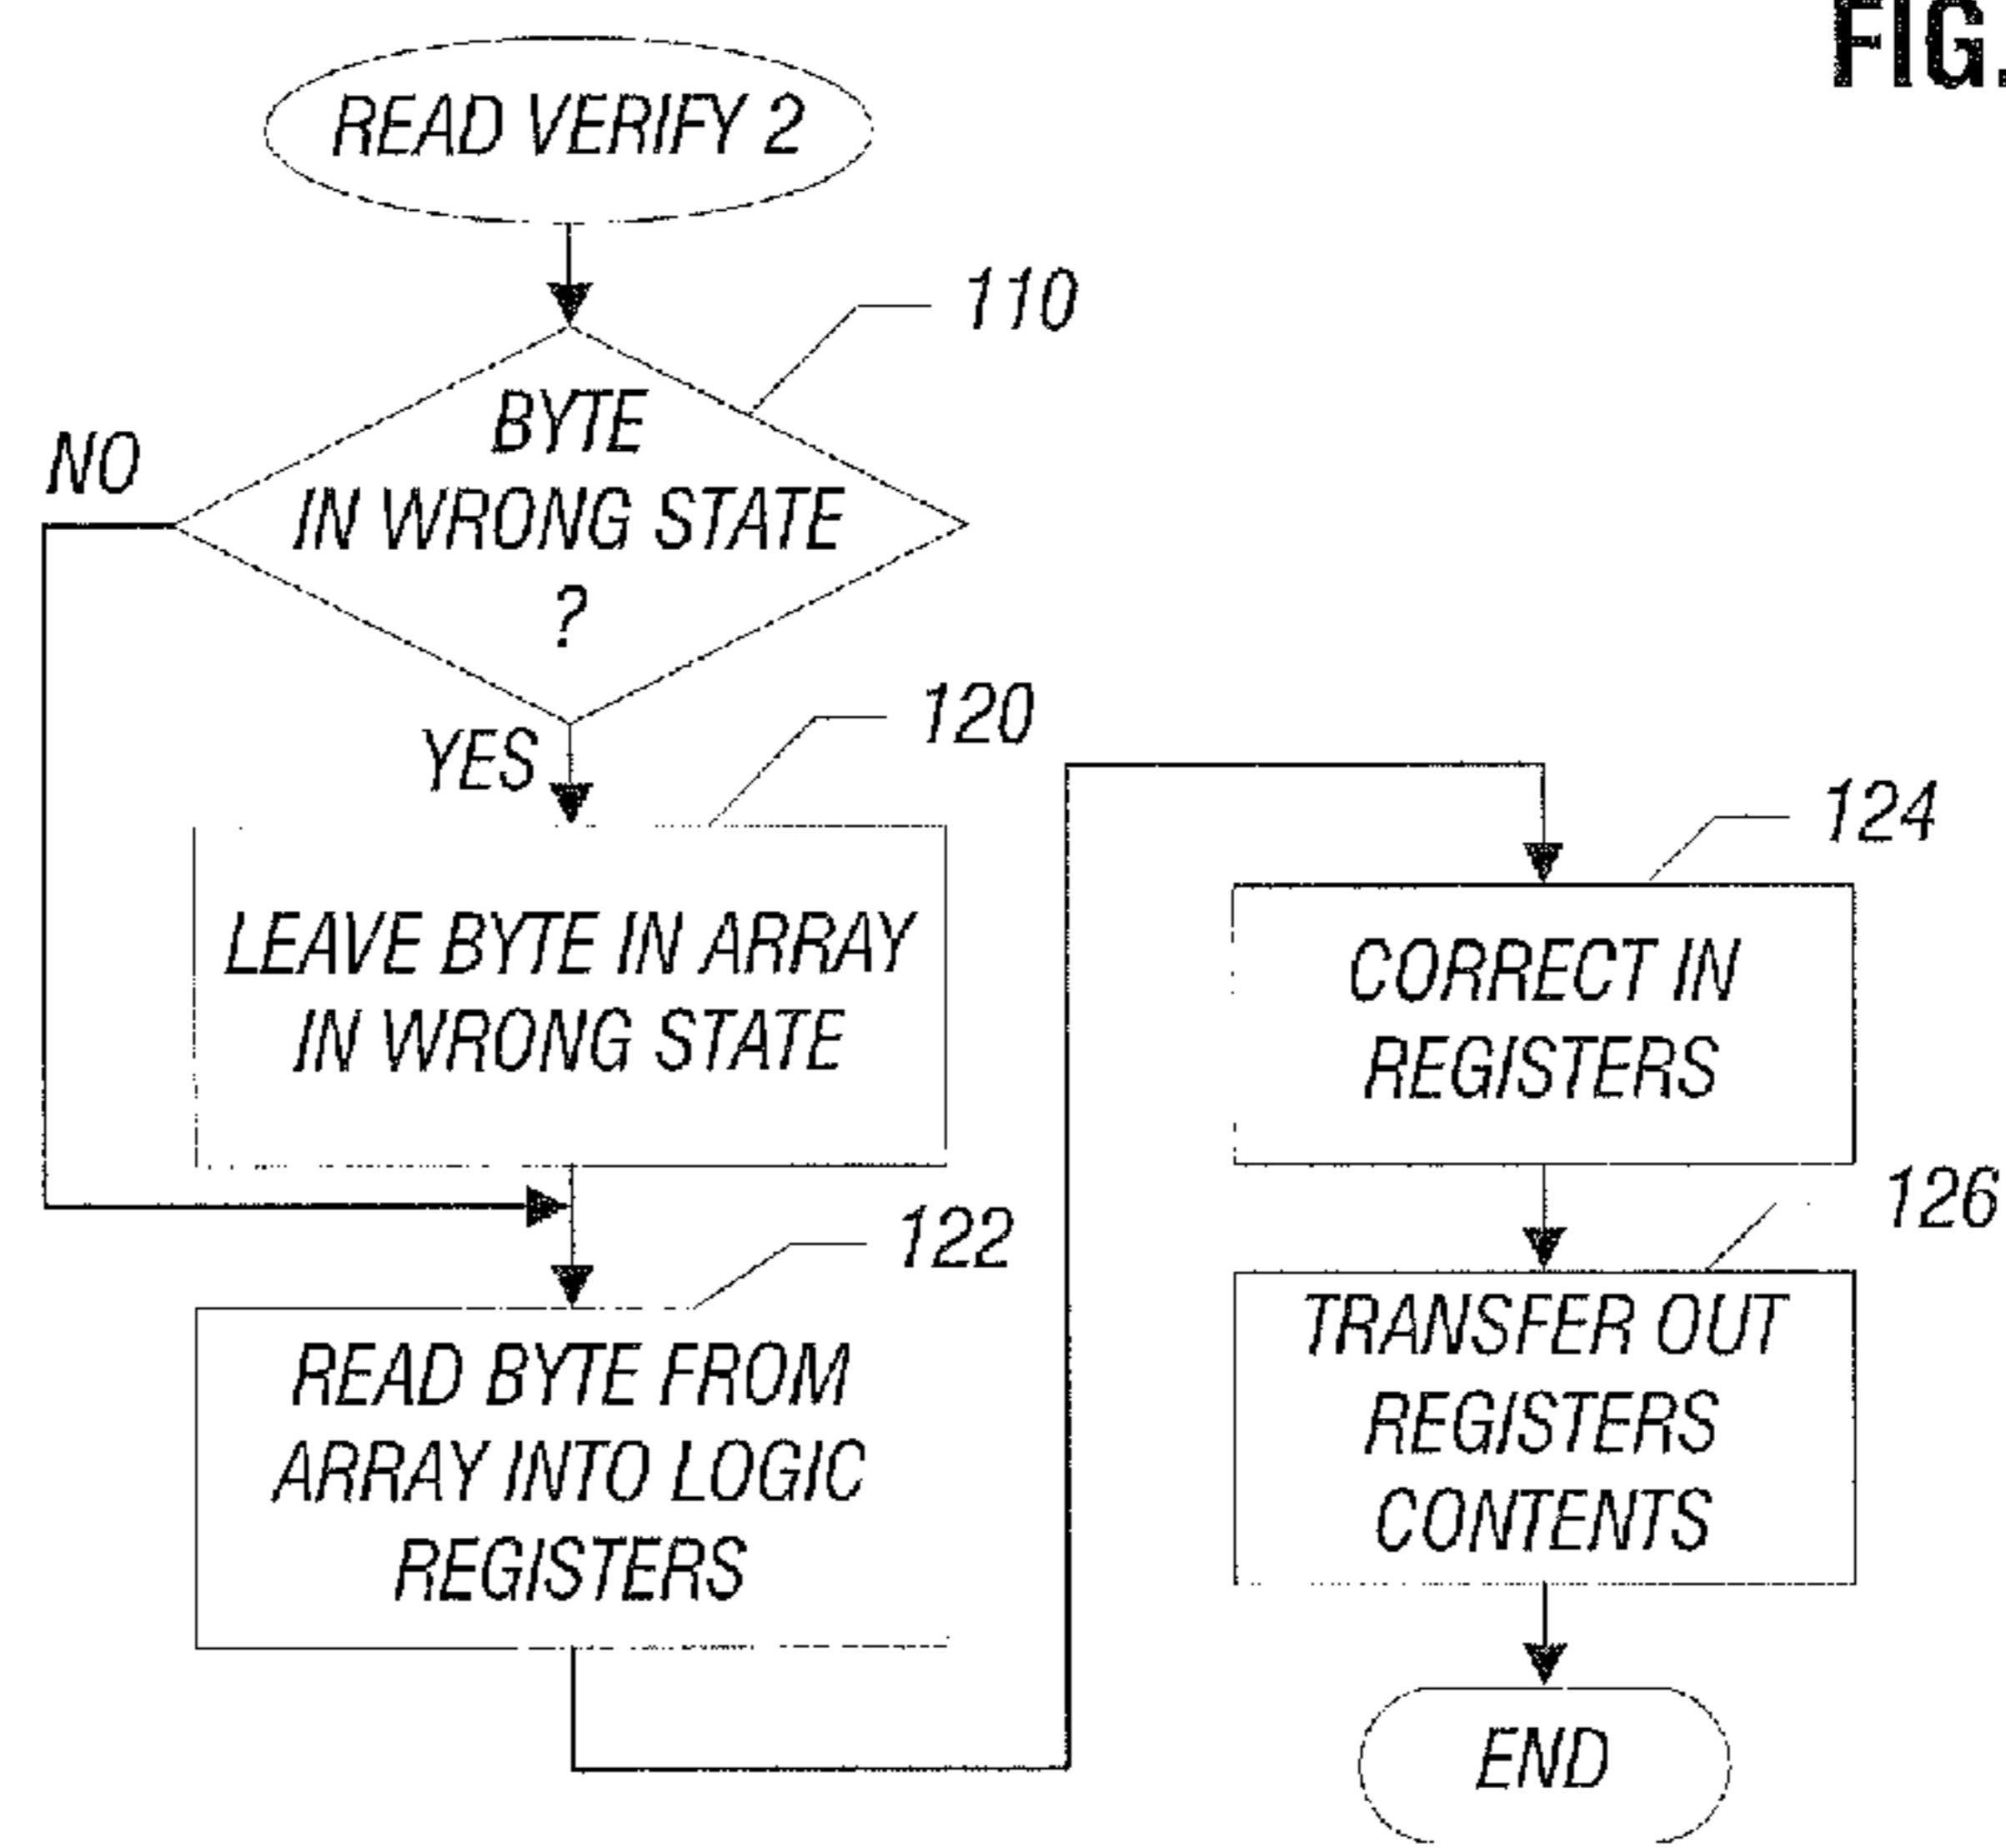 FIG.
READ VERIFY 2
110
BYTE
IN WRONG STATE
?
NO
YES
120
LEAVE BYTE IN ARRAY
IN WRONG STATE
122
READ BYTE FROM
ARRAY INTO LOGIC
REGISTERS
124
CORRECT IN
REGISTERS
126
TRANSFER OUT
REGISTERS
CONTENTS
END